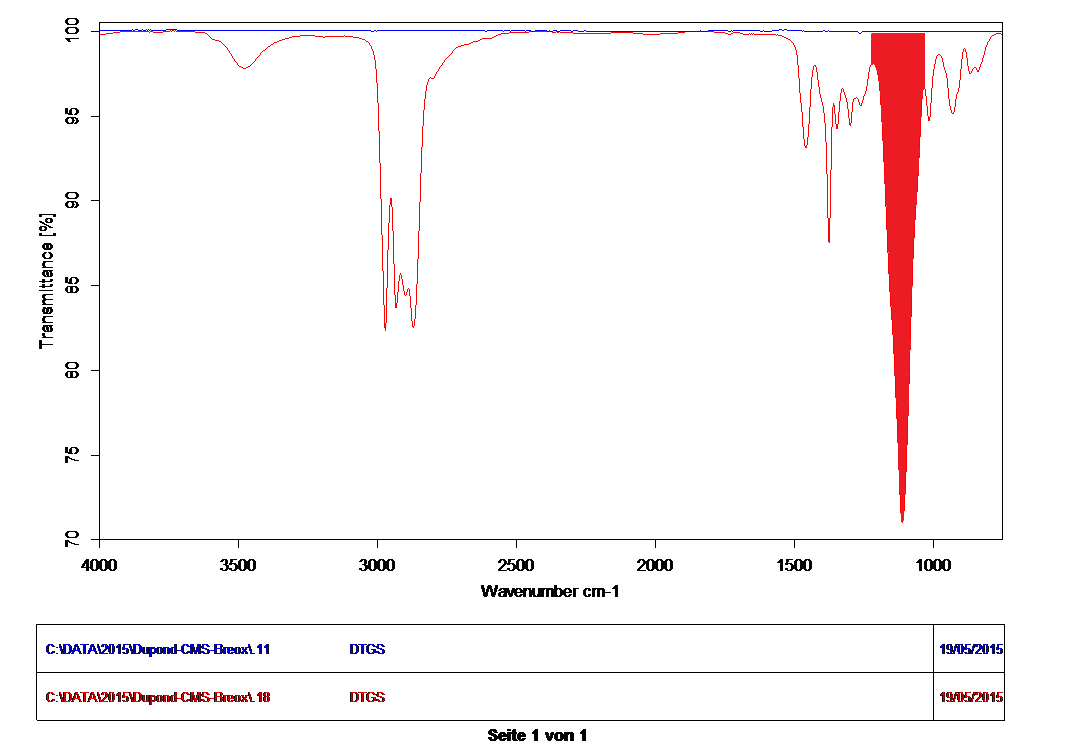 100
95
90
85
80
75
70
Transmittance [%]
4000 3500 3000 2500 2000 1500 1000
Wavenumber cm-1
C:\DATA\2015\Dupond-CMS-Breox\.11 DTGS 19/05/2015
C:\DATA\2015\Dupond-CMS-Breox\.18 DTGS 19/05/2015
Seite 1 von 1